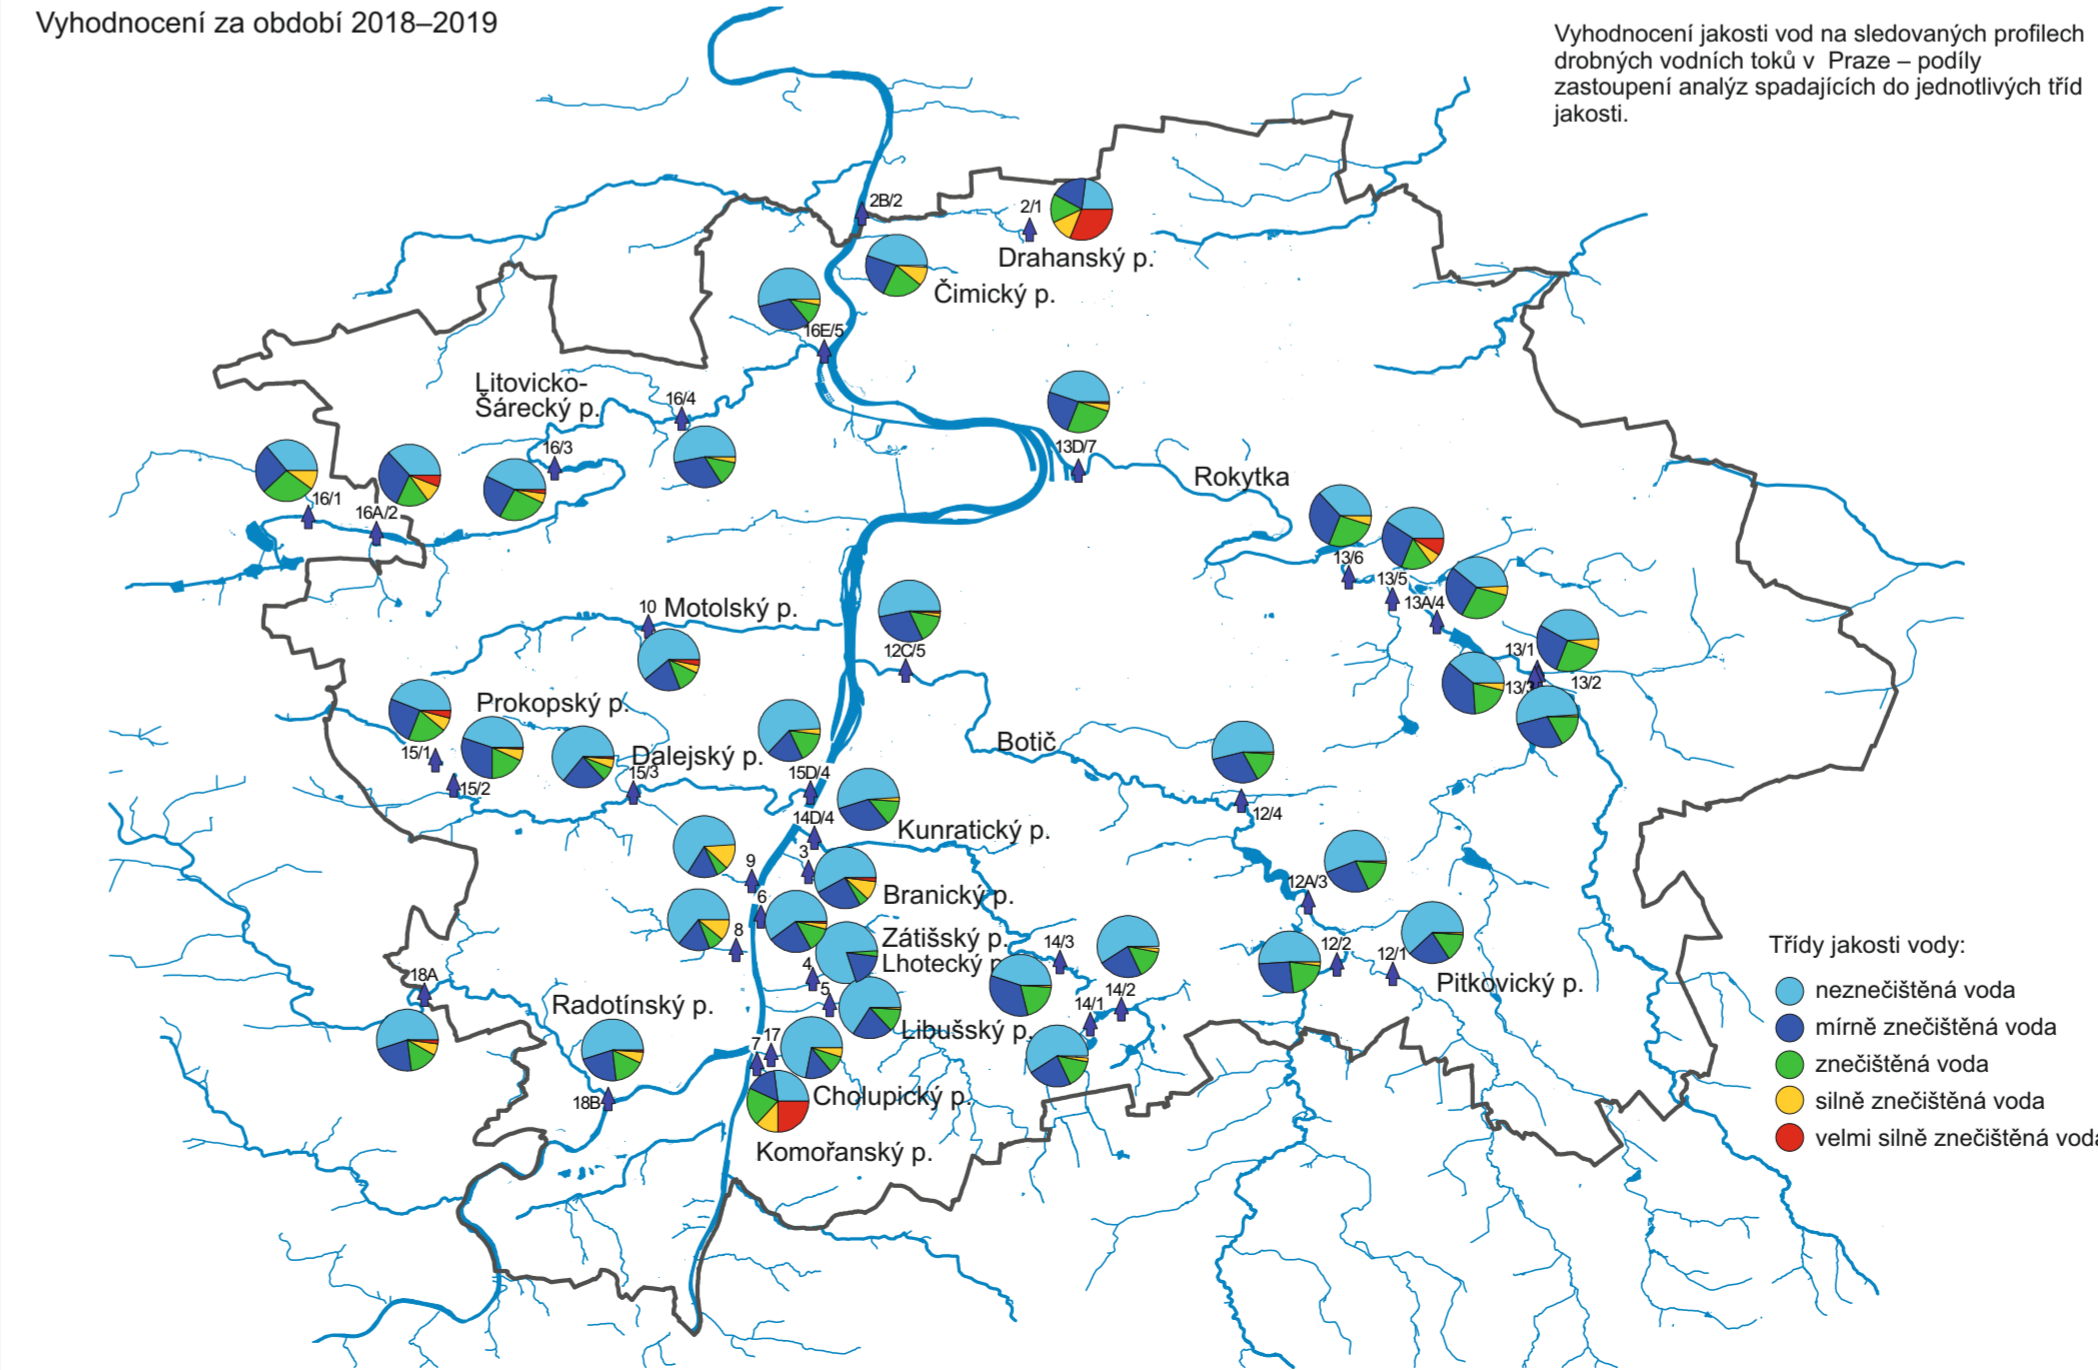 Vyhodnocení za období 2018–2019
Vyhodnocení jakosti vod na sledovaných profilech
drobných vodních toků v Praze – podíly
zastoupení analýz spadajících do jednotlivých tříd
jakosti.
2B/2
2/1
Drahanský p.
Čimický p.
16E/5
Litovicko-
Šárecký p.
16/4
16/3
13D/7
Rokytka
16/1
16A/2
13/6
13/5
13A/4
10 Motolský p.
12C/5
13/1
13/3
13/2
Prokopský p.
15/1
15/2
Dalejský p.
15/3
15D/4
Botič
12/4
14D/4
Kunratický p.
3
9
12A/3
Branický p.
6
8
Zátišský p.
Lhotecký p
4
5
14/3
12/2
12/1
Pitkovický p.
18A
Radotínský p.
14/1
14/2
Libušský p.
17
7
18B
Cholupický p.
Komořanský p.
Třídy jakosti vody:
neznečištěná voda
mírně znečištěná voda
znečištěná voda
silně znečištěná voda
velmi silně znečištěná voda